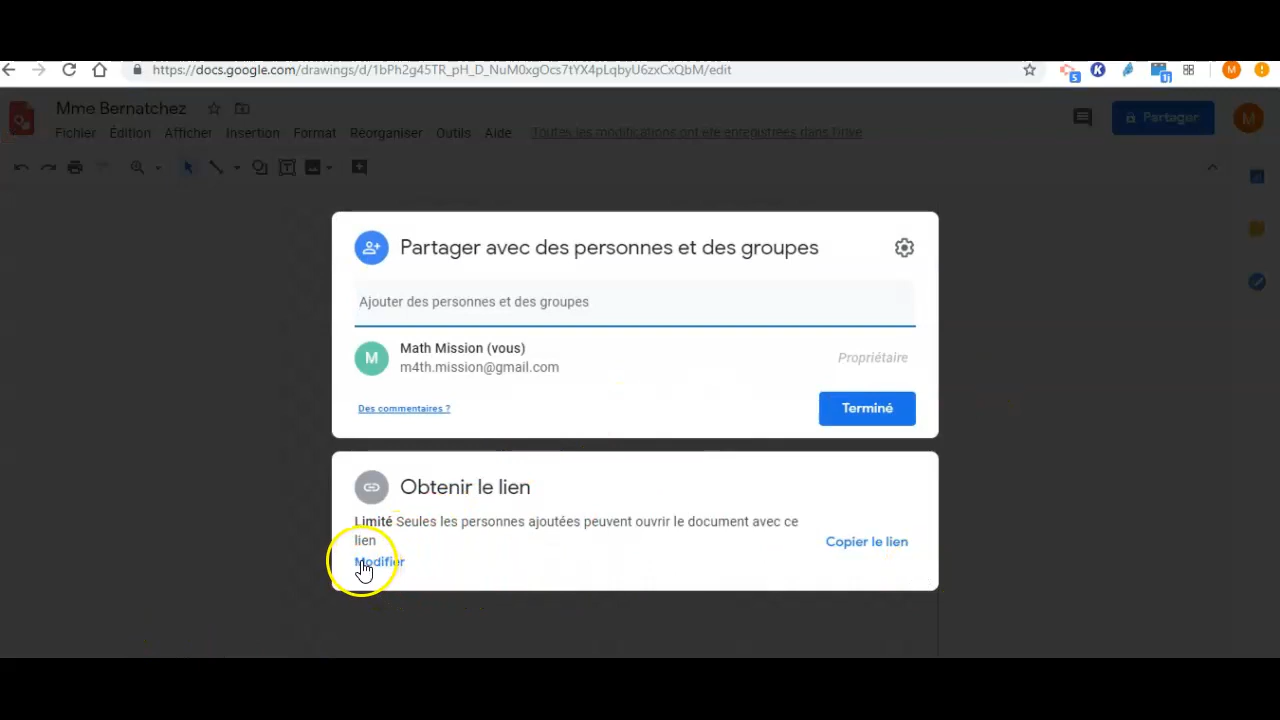 https://docs.google.com/drawings/d/1bPh2g45TR_pH_D_NuM0xgOcs7tYX4pLqbyU6zxCxQbM/edit
Mme Bernatchez
Fichier Édition Afficher Insertion Format Réorganiser Outils Aide Toutes les modifications ont été enregistrées dans Drive
Partager
M
Partager avec des personnes et des groupes
Ajouter des personnes et des groupes
M
Math Mission (vous)
m4th.mission@gmail.com
Propriétaire
Des commentaires ?
Terminé
Obtenir le lien
Limité Seules les personnes ajoutées peuvent ouvrir le document avec ce
lien
Modifier
Copier le lien